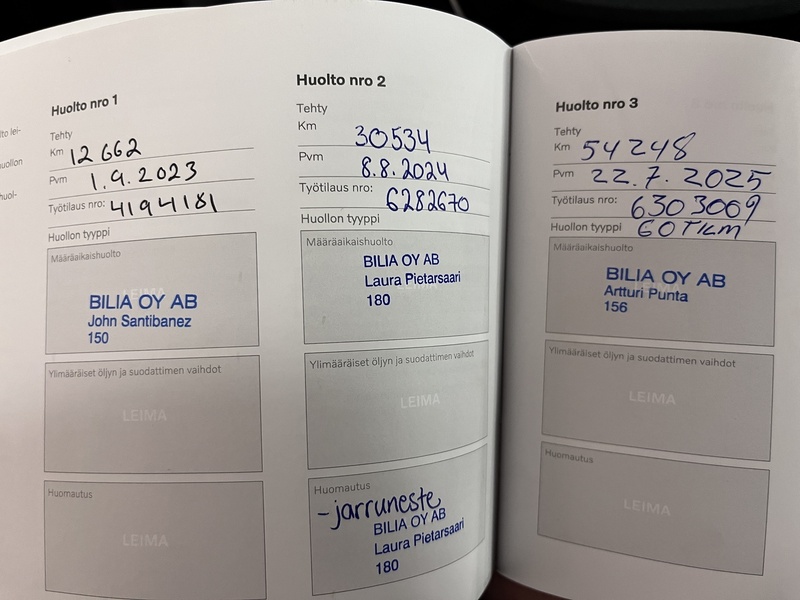 Huolto nro 1
Tehty
Km 12 662
Pvm 1.9.2023
Työtilaus nro: 4194181
Huollon tyyppi
Määräaikaishuolto
LEIMA
BILIA OY AB
John Santibanez
150
Ylimääräiset öljyn ja suodattimen vaihdot
LEIMA
Huomautus
LEIMA
Huolto nro 2
Tehty
Km 30534
Pvm 8.8.2024
Työtilaus nro: 6282670
Huollon tyyppi
Määräaikaishuolto
BILIA OY AB
Laura Pietarsaari
180
Ylimääräiset öljyn ja suodattimen vaihdot
LEIMA
Huomautus
-jarruneste
BILIA OY AB
Laura Pietarsaari
180
Huolto nro 3
Tehty
Km 54 248
Pvm 22.7.2025
Työtilaus nro: 6303069
Huollon tyyppi 60TKM
Määräaikaishuolto
BILIA OY AB
Artturi Punta
156
Ylimääräiset öljyn ja suodattimen vaihdot
LEIMA
Huomautus
LEIMA